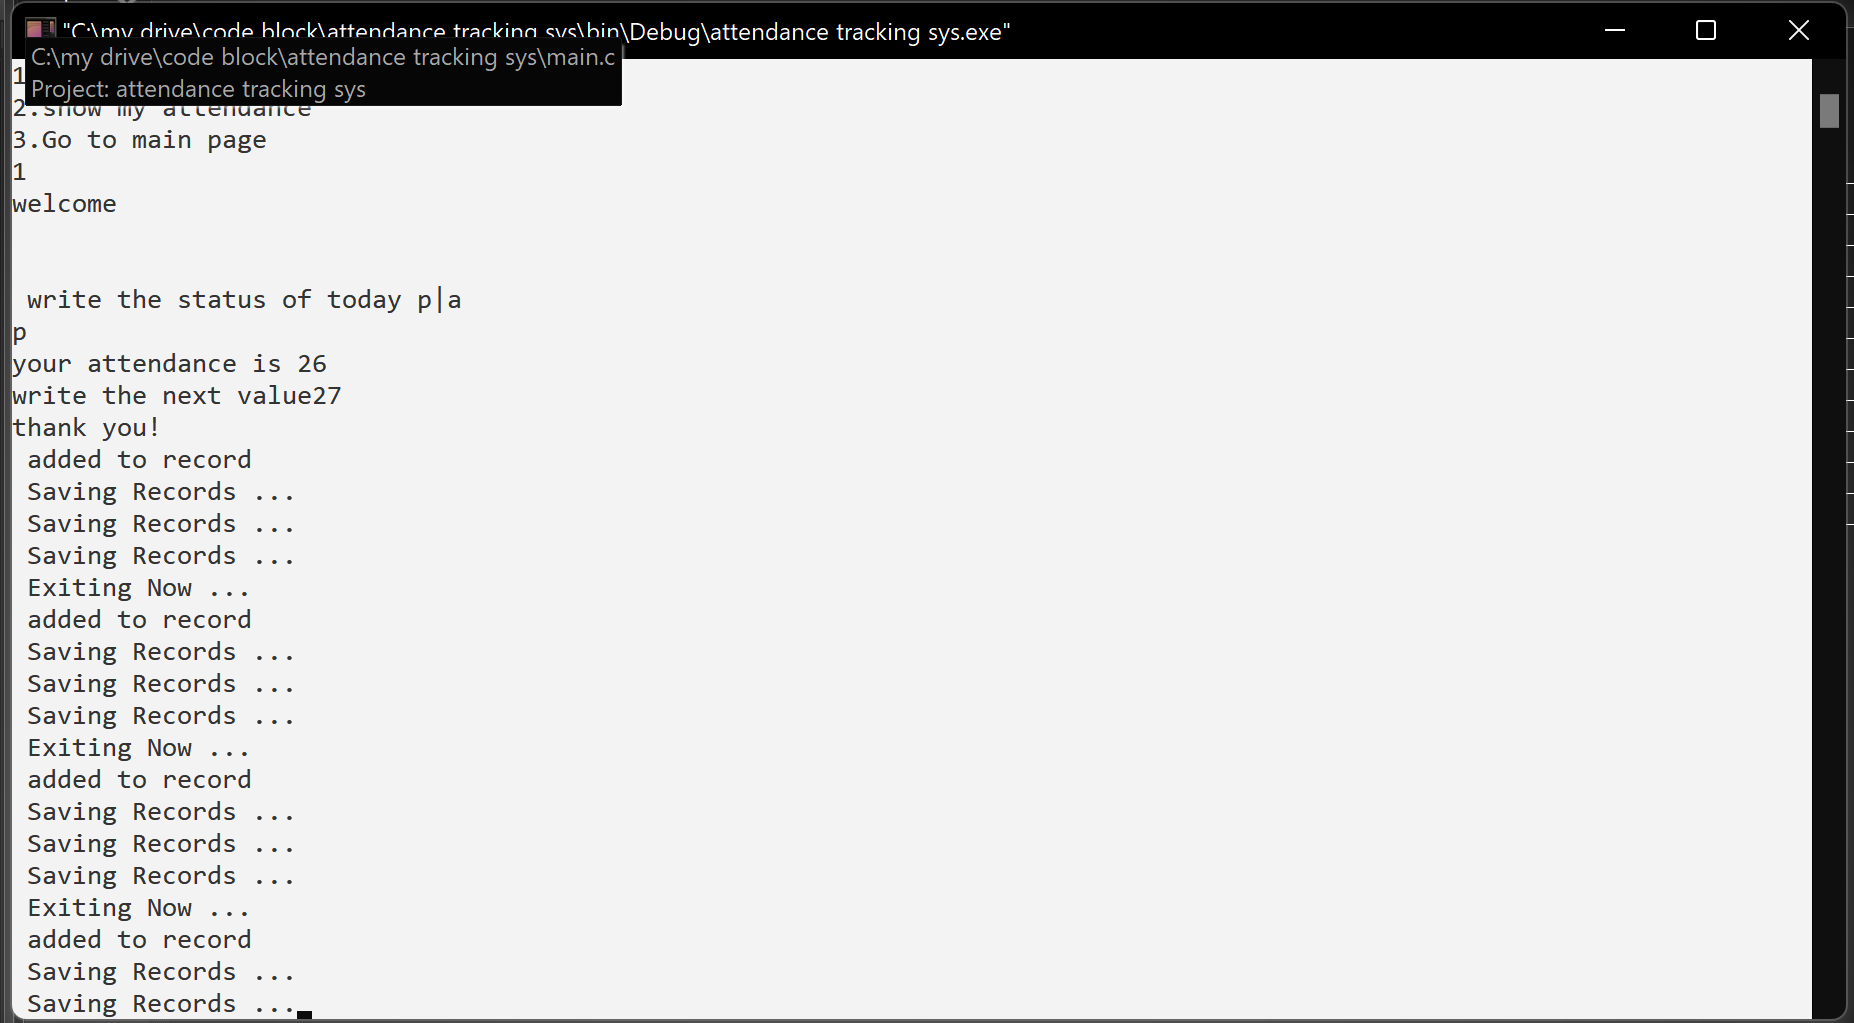 "C:\my drive\code block\attendance tracking sys\bin\Debug\attendance tracking sys.exe"
C:\my drive\code block\attendance tracking sys\main.c
Project: attendance tracking sys
1
2.show my attendance
3.Go to main page
1
welcome
write the status of today p|a
p
your attendance is 26
write the next value27
thank you!
added to record
Saving Records ...
Saving Records ...
Saving Records ...
Exiting Now ...
added to record
Saving Records ...
Saving Records ...
Saving Records ...
Exiting Now ...
added to record
Saving Records ...
Saving Records ...
Saving Records ...
Exiting Now ...
added to record
Saving Records ...
Saving Records ...